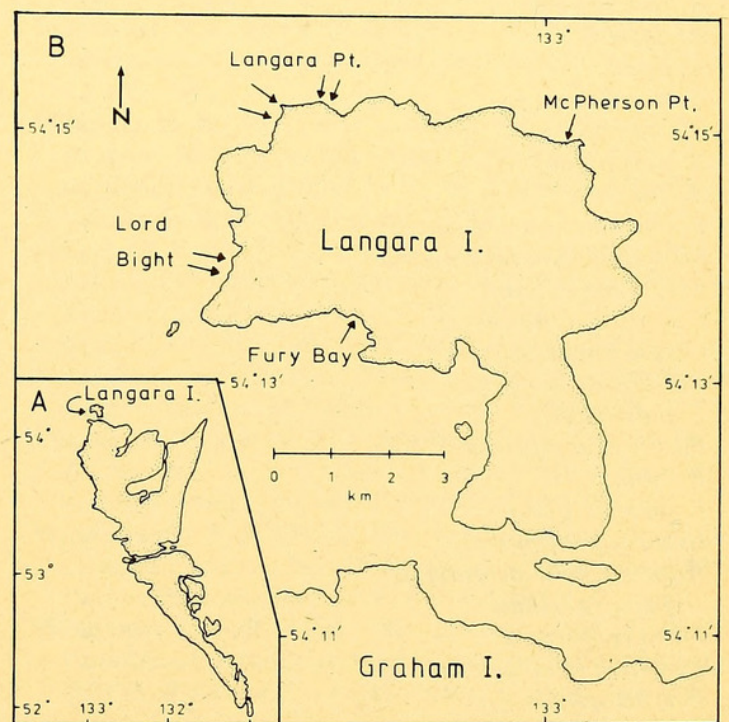 B
133°
Langara Pt.
N
McPherson Pt.
54°15′
54°15′
Lord
Bight
Langara I.
Fury Bay
54°13′
54°13′
A
Langara I.
54°
0 1 2 3
km
53°
54°11′
54°11′
Graham I.
52° 133° 132°
133°